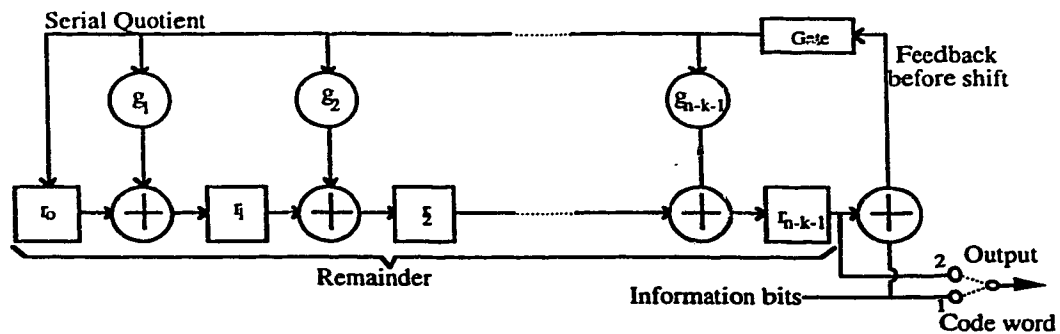 Serial Quotient
Gate
Feedback
before shift
g1
g2
gn-k-1
r0
r1
r2
rn-k-1
Remainder
2
Output
Information bits
1
Code word